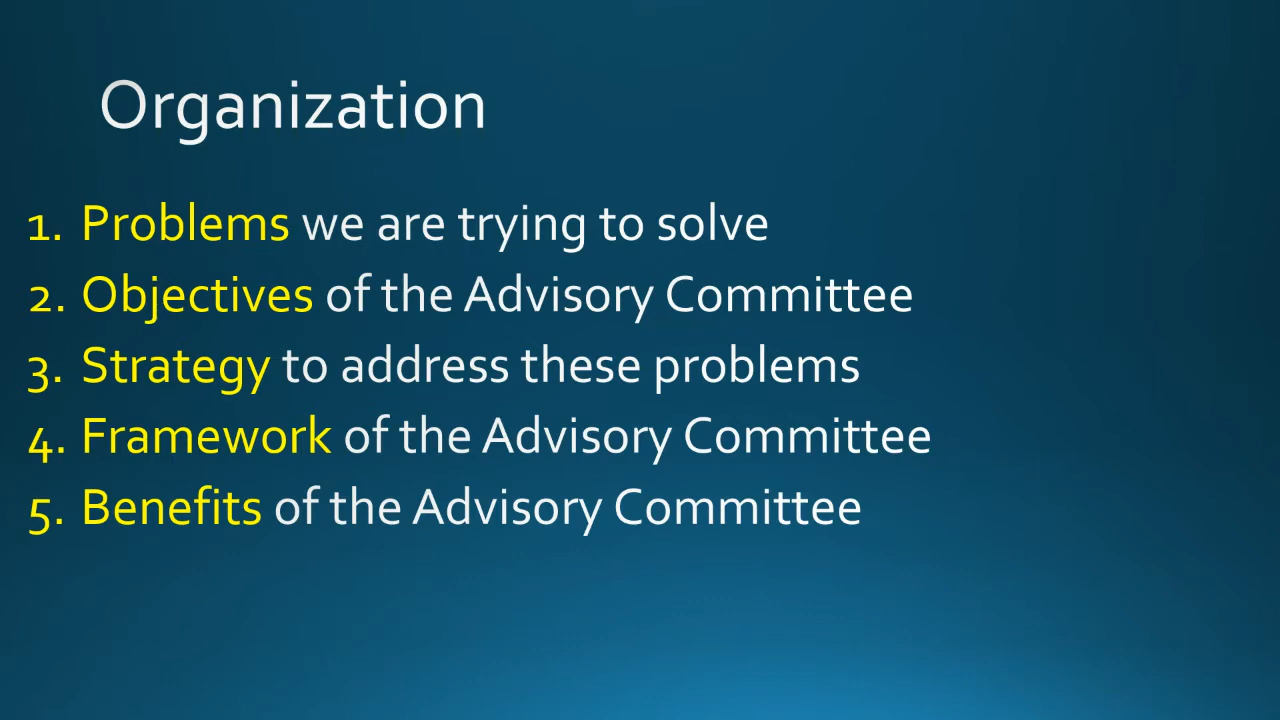 Organization
1. Problems we are trying to solve
2. Objectives of the Advisory Committee
3. Strategy to address these problems
4. Framework of the Advisory Committee
5. Benefits of the Advisory Committee